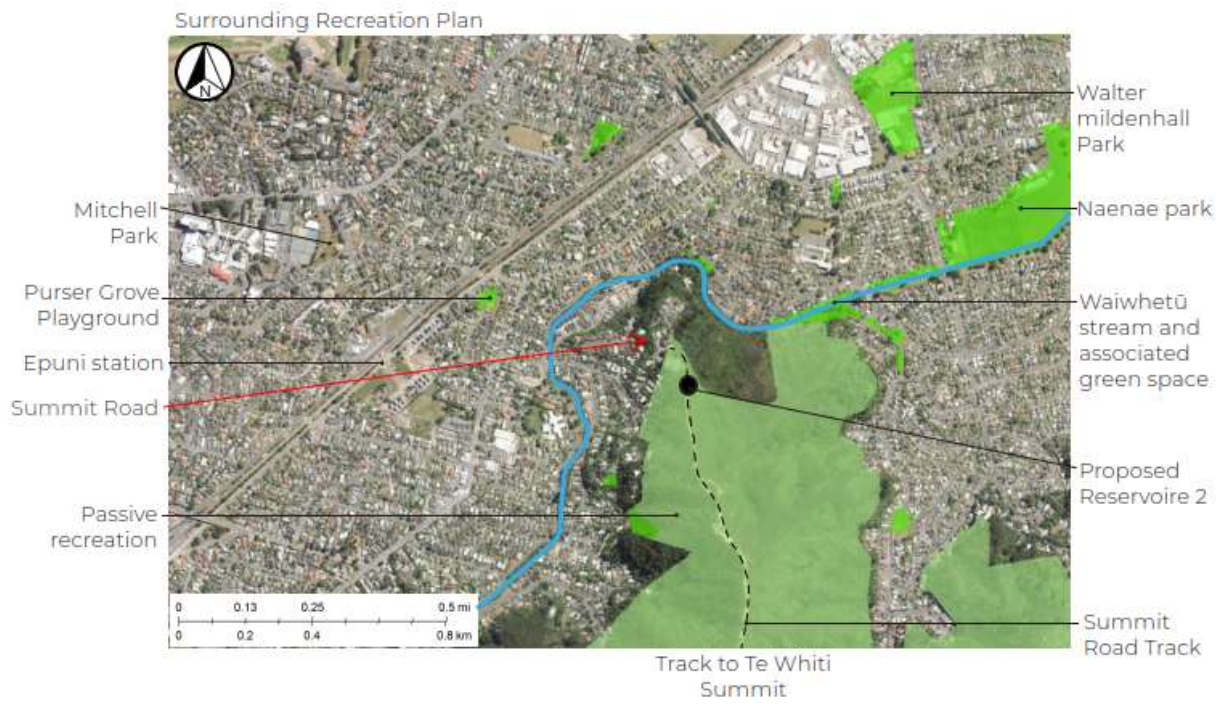 Surrounding Recreation Plan
N
Walter
mildenhall
Park
Mitchell
Park
Naenae park
Purser Grove
Playground
Waiwhetū
stream and
associated
green space
Epuni station
Summit Road
Proposed
Reservoire 2
Passive
recreation
0 0.13 0.25 0.5 mi
0 0.2 0.4 0.8 km
Summit
Road Track
Track to Te Whiti
Summit